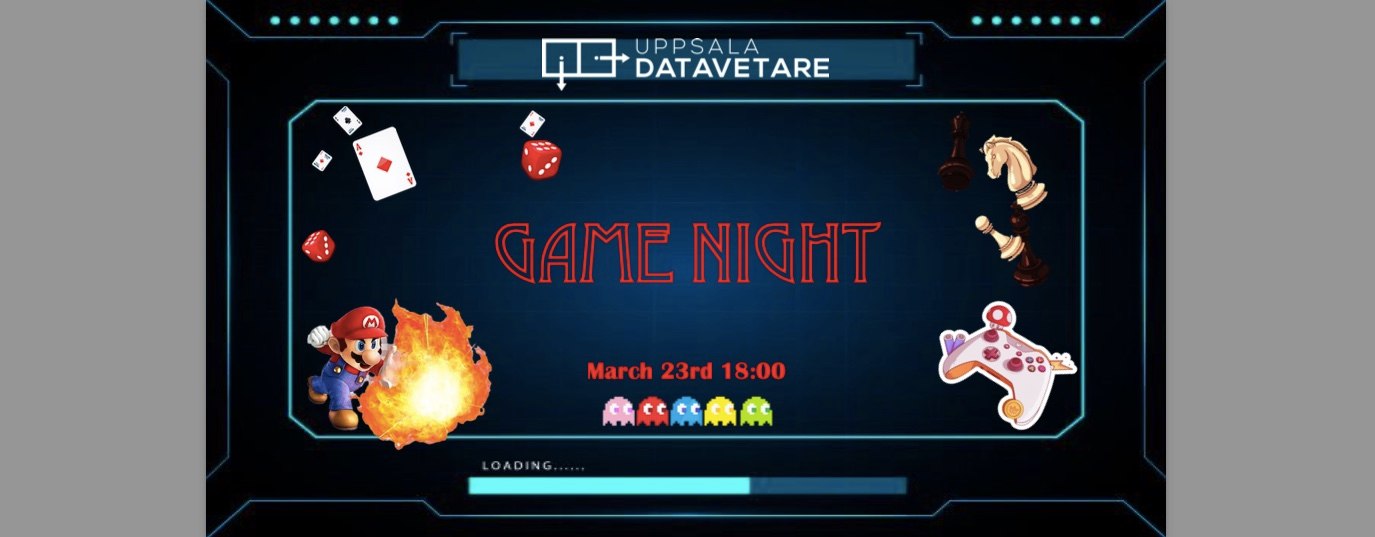 UPPSALA
DATAVETARE
A
A
GAME NIGHT
M
March 23rd 18:00
LOADING......